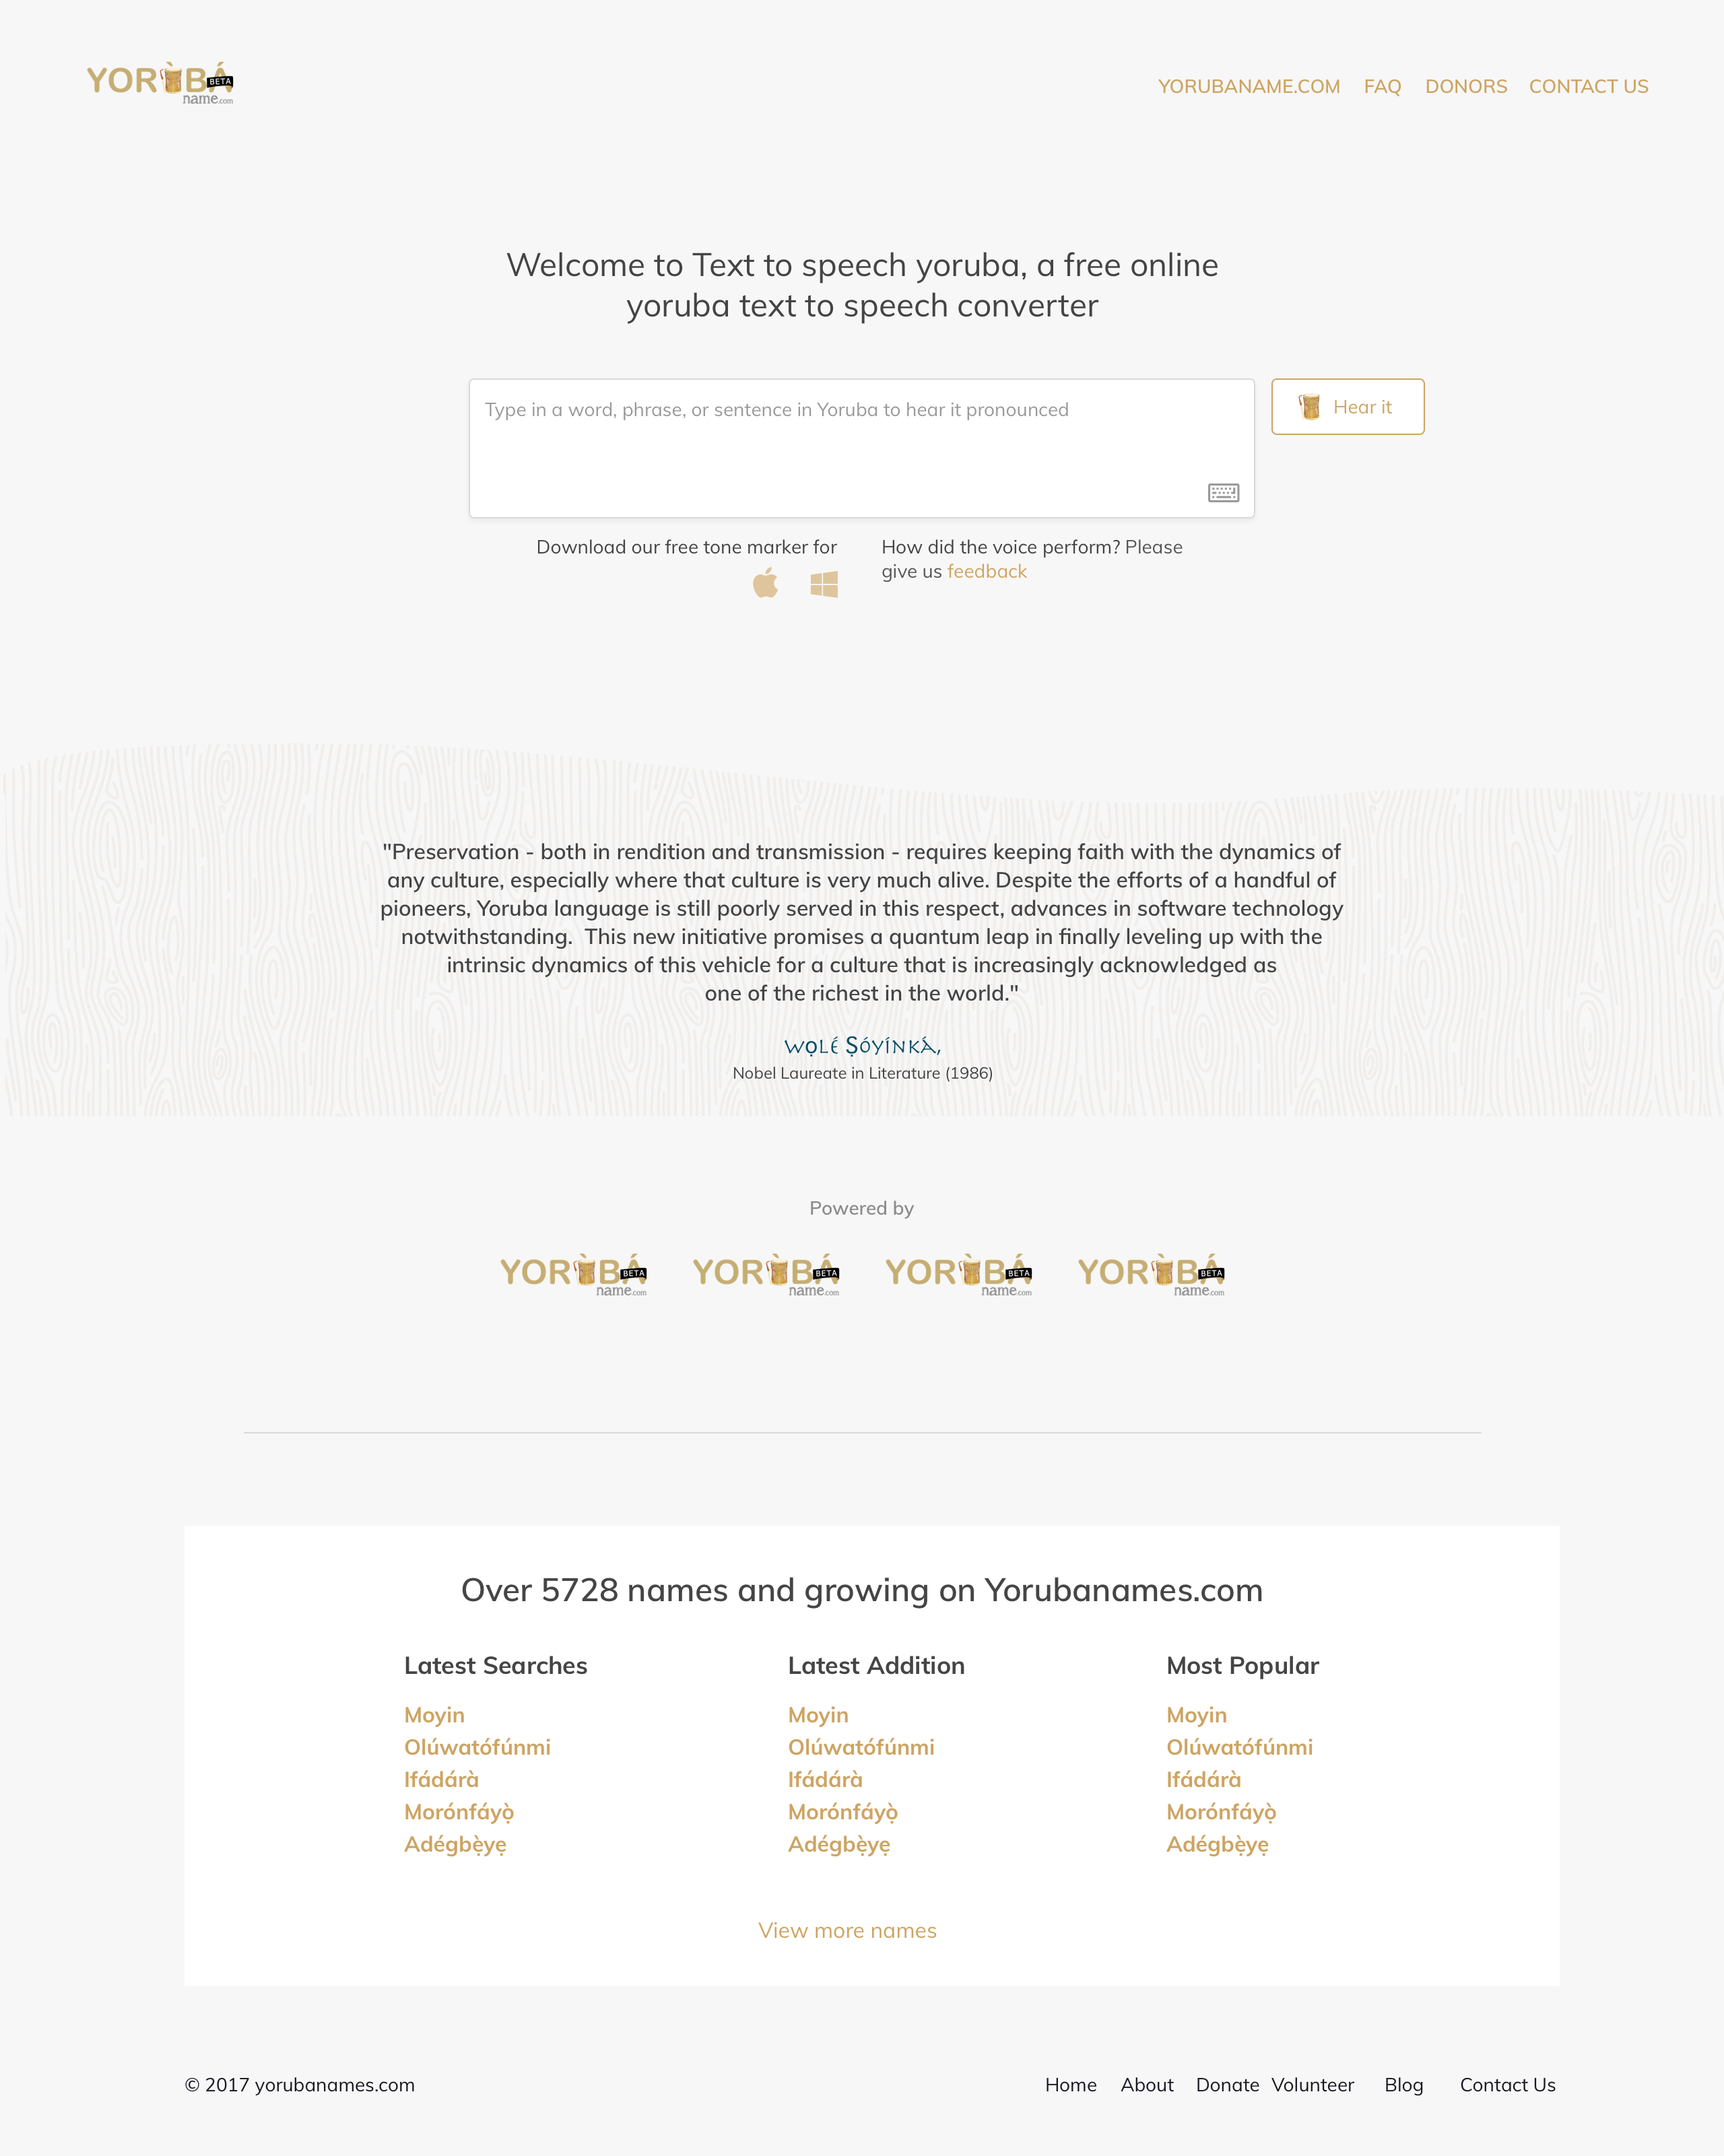 YORÙBÁ
BETA
name.com
YORUBANAME.COM FAQ DONORS CONTACT US
Welcome to Text to speech yoruba, a free online
yoruba text to speech converter
Type in a word, phrase, or sentence in Yoruba to hear it pronounced
Hear it
Download our free tone marker for
How did the voice perform? Please
give us feedback
"Preservation - both in rendition and transmission - requires keeping faith with the dynamics of
any culture, especially where that culture is very much alive. Despite the efforts of a handful of
pioneers, Yoruba language is still poorly served in this respect, advances in software technology
notwithstanding.  This new initiative promises a quantum leap in finally leveling up with the
intrinsic dynamics of this vehicle for a culture that is increasingly acknowledged as
one of the richest in the world."
Wọlé Ṣóyínká,
Nobel Laureate in Literature (1986)
Powered by
YORÙBÁ YORÙBÁ YORÙBÁ YORÙBÁ
BETA BETA BETA BETA
name.com name.com name.com name.com
Over 5728 names and growing on Yorubanames.com
Latest Searches
Moyin
Olúwatófúnmi
Ifádárà
Morónfáyọ̀
Adégbẹ̀yẹ
Latest Addition
Moyin
Olúwatófúnmi
Ifádárà
Morónfáyọ̀
Adégbẹ̀yẹ
Most Popular
Moyin
Olúwatófúnmi
Ifádárà
Morónfáyọ̀
Adégbẹ̀yẹ
View more names
© 2017 yorubanames.com
Home About Donate Volunteer Blog Contact Us